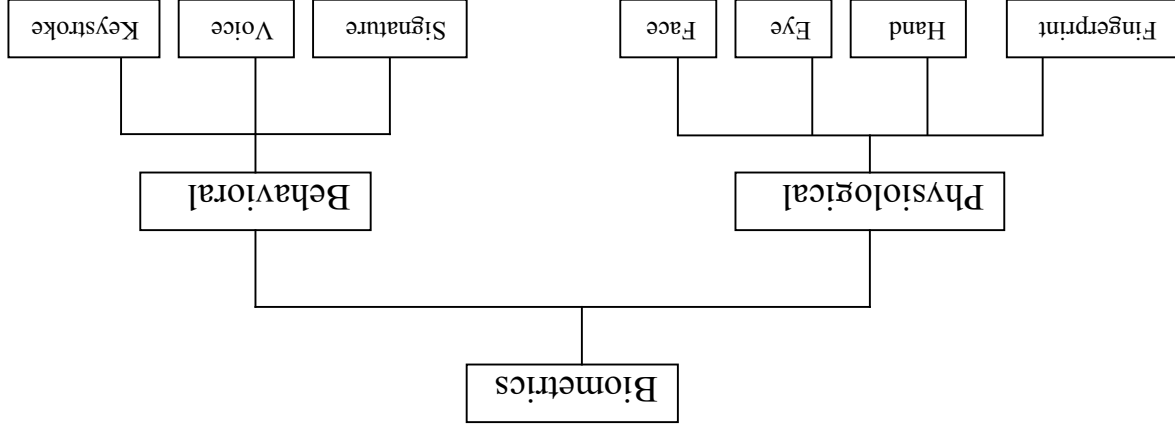 Biometrics
Physiological
Behavioral
Fingerprint
Hand
Eye
Face
Signature
Voice
Keystroke